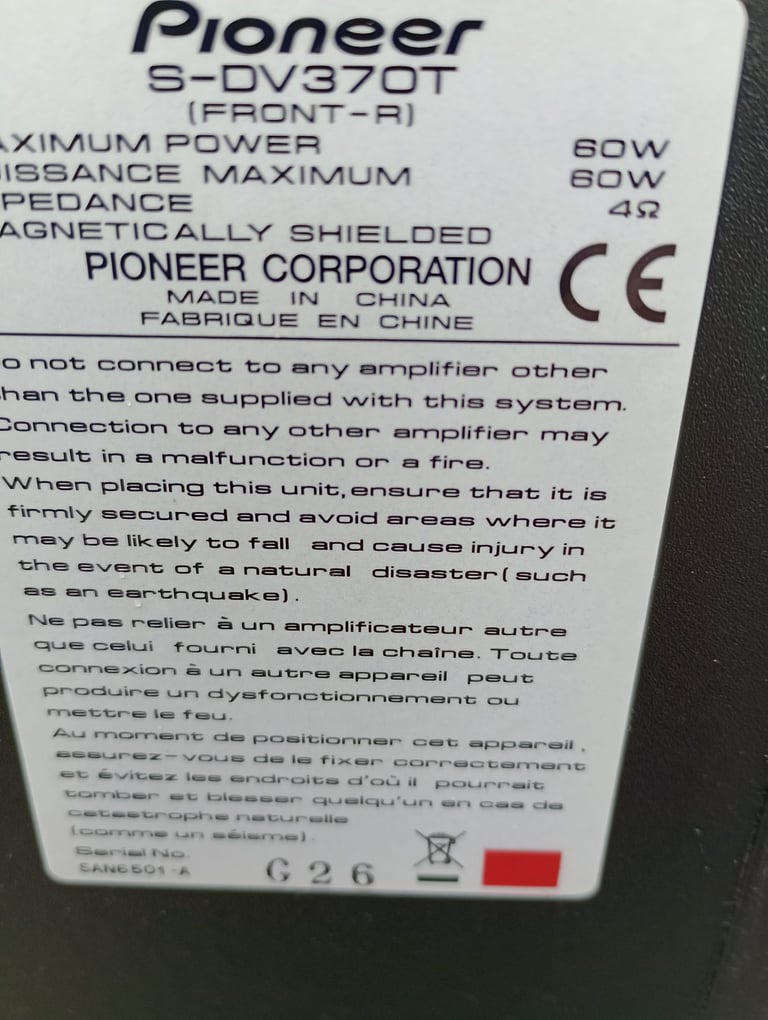 Pioneer
S-DV370T
(FRONT-R)
AXIMUM POWER 60W
ISSANCE MAXIMUM 60W
PEDANCE 4Ω
AGNETICALLY SHIELDED
PIONEER CORPORATION CE
MADE IN CHINA
FABRIQUE EN CHINE
o not connect to any amplifier other
han the one supplied with this system.
Connection to any other amplifier may
result in a malfunction or a fire.
When placing this unit, ensure that it is
firmly secured and avoid areas where it
may be likely to fall and cause injury in
the event of a natural disaster (such
as an earthquake).
Ne pas relier à un amplificateur autre
que celui fourni avec la chaîne. Toute
connexion à un autre appareil peut
produire un dysfonctionnement ou
mettre le feu.
Au moment de positionner cet appareil,
assurez-vous de le fixer correctement
et évitez les endroits d'où il pourrait
tomber et blesser quelqu'un en cas de
catastrophe naturelle
(comme un séisme).
Serial No.
SAN6501-A G26